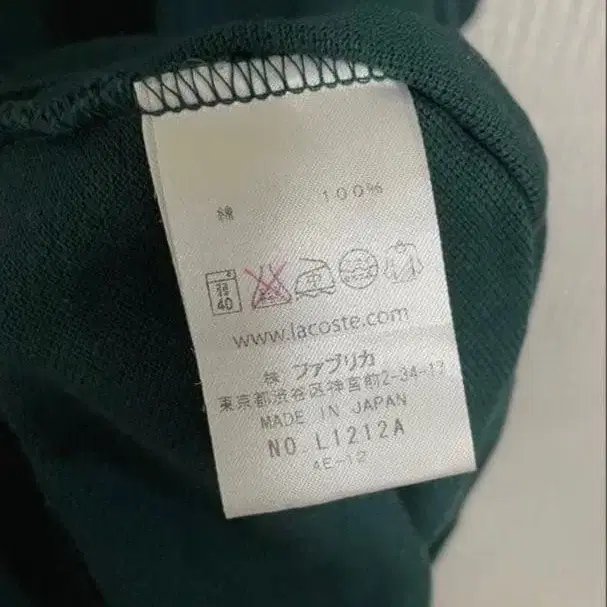 綿 100%
40
www.lacoste.com
㈱ ファブリカ
東京都渋谷区神宮前2-34-17
MADE IN JAPAN
NO. L1212A
4E-12